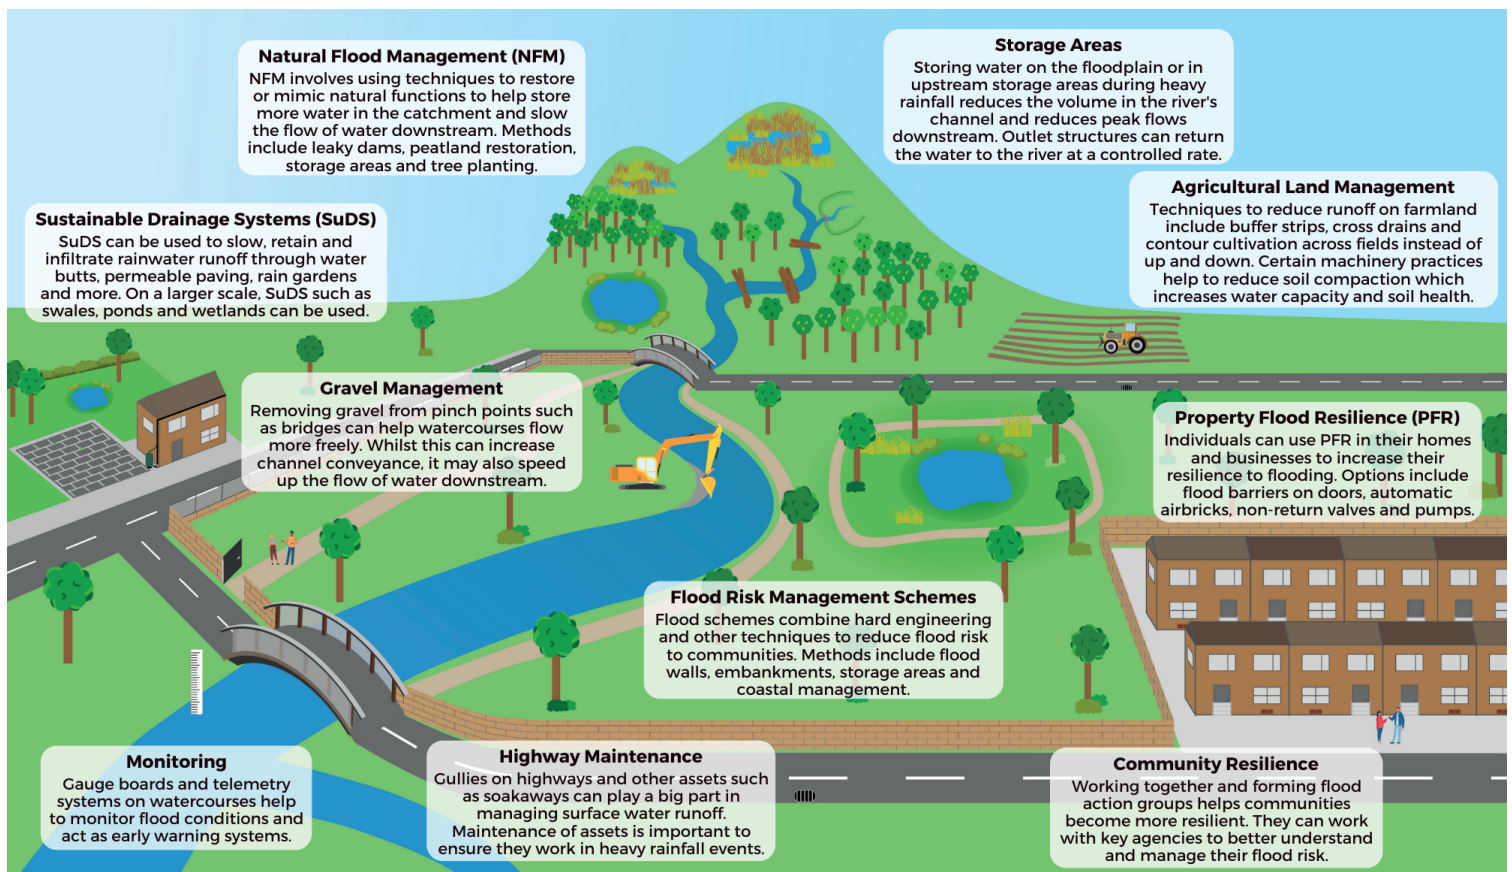 Natural Flood Management (NFM)
NFM involves using techniques to restore
or mimic natural functions to help store
more water in the catchment and slow
the flow of water downstream. Methods
include leaky dams, peatland restoration,
storage areas and tree planting.
Storage Areas
Storing water on the floodplain or in
upstream storage areas during heavy
rainfall reduces the volume in the river's
channel and reduces peak flows
downstream. Outlet structures can return
the water to the river at a controlled rate.
Sustainable Drainage Systems (SuDS)
SuDS can be used to slow, retain and
infiltrate rainwater runoff through water
butts, permeable paving, rain gardens
and more. On a larger scale, SuDS such as
swales, ponds and wetlands can be used.
Agricultural Land Management
Techniques to reduce runoff on farmland
include buffer strips, cross drains and
contour cultivation across fields instead of
up and down. Certain machinery practices
help to reduce soil compaction which
increases water capacity and soil health.
Gravel Management
Removing gravel from pinch points such
as bridges can help watercourses flow
more freely. Whilst this can increase
channel conveyance, it may also speed
up the flow of water downstream.
Property Flood Resilience (PFR)
Individuals can use PFR in their homes
and businesses to increase their
resilience to flooding. Options include
flood barriers on doors, automatic
airbricks, non-return valves and pumps.
Flood Risk Management Schemes
Flood schemes combine hard engineering
and other techniques to reduce flood risk
to communities. Methods include flood
walls, embankments, storage areas and
coastal management.
Monitoring
Gauge boards and telemetry
systems on watercourses help
to monitor flood conditions and
act as early warning systems.
Highway Maintenance
Gullies on highways and other assets such
as soakaways can play a big part in
managing surface water runoff.
Maintenance of assets is important to
ensure they work in heavy rainfall events.
Community Resilience
Working together and forming flood
action groups helps communities
become more resilient. They can work
with key agencies to better understand
and manage their flood risk.